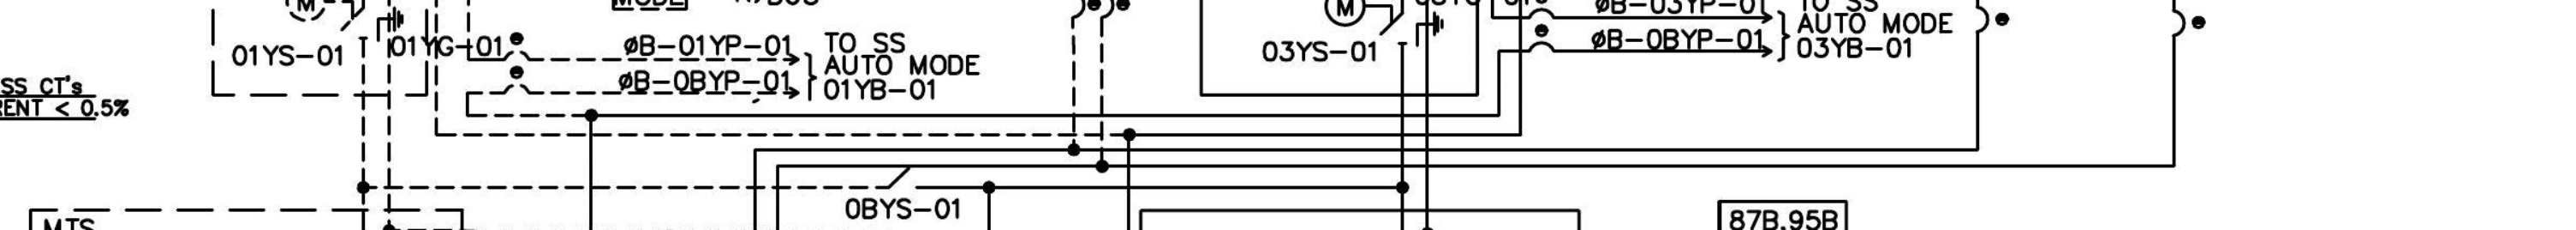 M
01YS-01
01YG-01
SS CT's
RENT < 0.5%
MODE
øB-01YP-01
øB-0BYP-01
TO SS
AUTO MODE
01YB-01
M
03YS-01
øB-03YP-01
øB-0BYP-01
TO SS
AUTO MODE
03YB-01
0BYS-01
MTS
87B,95B